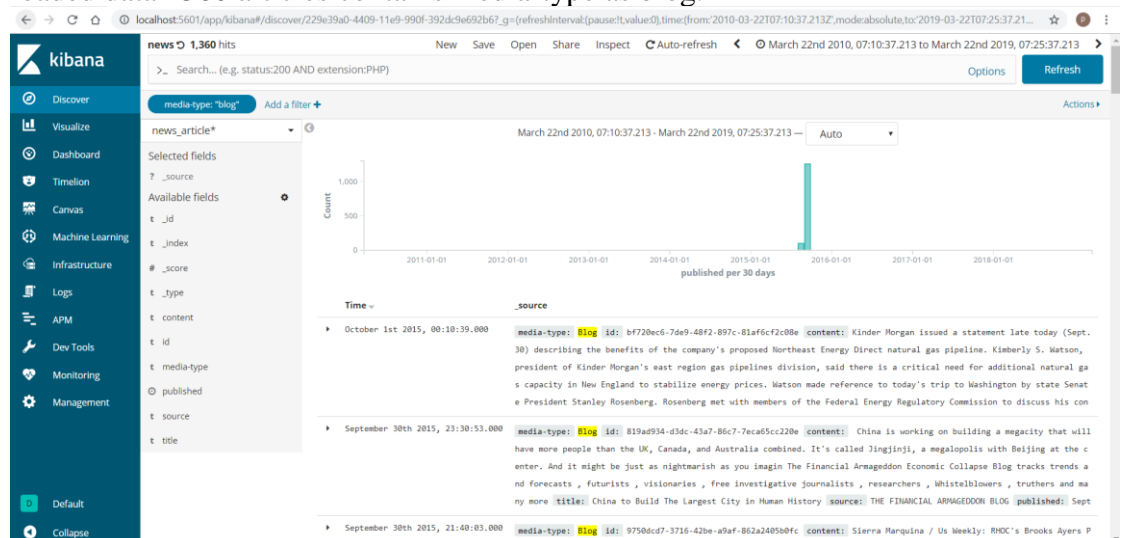 localhost:5601/app/kibana#/discover/229e39a0-4409-11e9-990f-392dc9e692b6?_g=(refreshInterval:(pause:!t,value:0),time:(from:'2010-03-22T07:10:37.213Z',mode:absolute,to:'2019-03-22T07:25:37.21...
kibana
Discover
Visualize
Dashboard
Timelion
Canvas
Machine Learning
Infrastructure
Logs
APM
Dev Tools
Monitoring
Management
D Default
Collapse
news 1,360 hits
New Save Open Share Inspect Auto-refresh March 22nd 2010, 07:10:37.213 to March 22nd 2019, 07:25:37.213
>_ Search... (e.g. status:200 AND extension:PHP) Options Refresh
media-type: "blog" Add a filter + Actions
news_article*
Selected fields
? _source
Available fields
t _id
t _index
# _score
t _type
t content
t id
t media-type
published
t source
t title
March 22nd 2010, 07:10:37.213 - March 22nd 2019, 07:25:37.213 — Auto
Count
1,000
500
0
2011-01-01 2012-01-01 2013-01-01 2014-01-01 2015-01-01 2016-01-01 2017-01-01 2018-01-01
published per 30 days
Time _source
October 1st 2015, 00:10:39.000 media-type: Blog id: bf720ec6-7de9-48f2-897c-81af6cf2c08e content: Kinder Morgan issued a statement late today (Sept.
30) describing the benefits of the company's proposed Northeast Energy Direct natural gas pipeline. Kimberly S. Watson,
president of Kinder Morgan's east region gas pipelines division, said there is a critical need for additional natural ga
s capacity in New England to stabilize energy prices. Watson made reference to today's trip to Washington by state Senat
e President Stanley Rosenberg. Rosenberg met with members of the Federal Energy Regulatory Commission to discuss his con
September 30th 2015, 23:30:53.000 media-type: Blog id: 819ad934-d3dc-43a7-86c7-7eca65cc220e content: China is working on building a megacity that will
have more people than the UK, Canada, and Australia combined. It's called Jingjinji, a megalopolis with Beijing at the c
enter. And it might be just as nightmarish as you imagin The Financial Armageddon Economic Collapse Blog tracks trends a
nd forecasts , futurists , visionaries , free investigative journalists , researchers , Whistelblowers , truthers and ma
ny more title: China to Build The Largest City in Human History source: THE FINANCIAL ARMAGEDDON BLOG published: Sept
September 30th 2015, 21:40:03.000 media-type: Blog id: 9750dcd7-3716-42be-a9af-862a2405b0fc content: Sierra Marquina / Us Weekly: RHOC's Brooks Ayers P